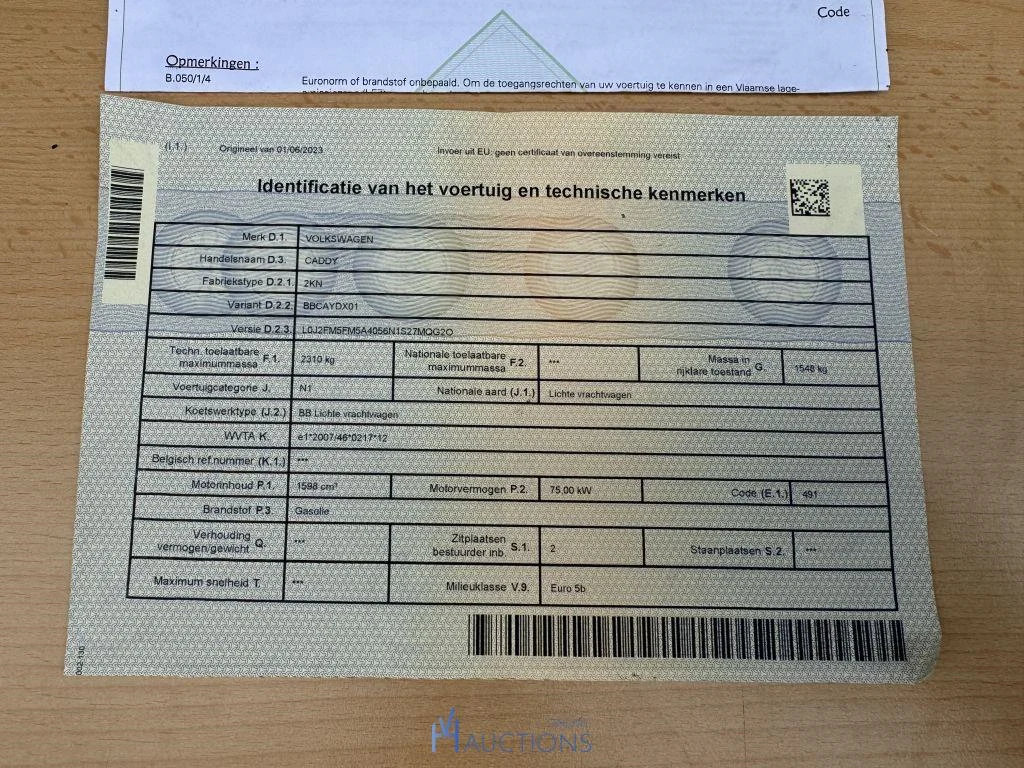 Code
Opmerkingen :
B.050/1/4 Euronorm of brandstof onbepaald. Om de toegangsrechten van uw voertuig te kennen in een Vlaamse lage-
(I.1.) Origineel van 01/06/2023 Invoer uit EU: geen certificaat van overeenstemming vereist
Identificatie van het voertuig en technische kenmerken
Merk D.1. VOLKSWAGEN
Handelsnaam D.3. CADDY
Fabriekstype D.2.1. 2KN
Variant D.2.2. BBCAYDX01
Versie D.2.3. L0J2FM5FM5A4056N1S27MQG2O
Techn. toelaatbare maximummassa F.1. 2310 kg Nationale toelaatbare maximummassa F.2. *** Massa in rijklare toestand G. 1548 kg
Voertuigcategorie J. N1 Nationale aard (J.1.) Lichte vrachtwagen
Koetswerktype (J.2.) BB Lichte vrachtwagen
WVTA K. e1*2007/46*0217*12
Belgisch ref.nummer (K.1.) ***
Motorinhoud P.1. 1598 cm³ Motorvermogen P.2. 75,00 kW Code (E.1.) 491
Brandstof P.3. Gasolie
Verhouding vermogen/gewicht Q. *** Zitplaatsen bestuurder inb. S.1. 2 Staanplaatsen S.2. ***
Maximum snelheid T. *** Milieuklasse V.9. Euro 5b
002-130
AUCTIONS